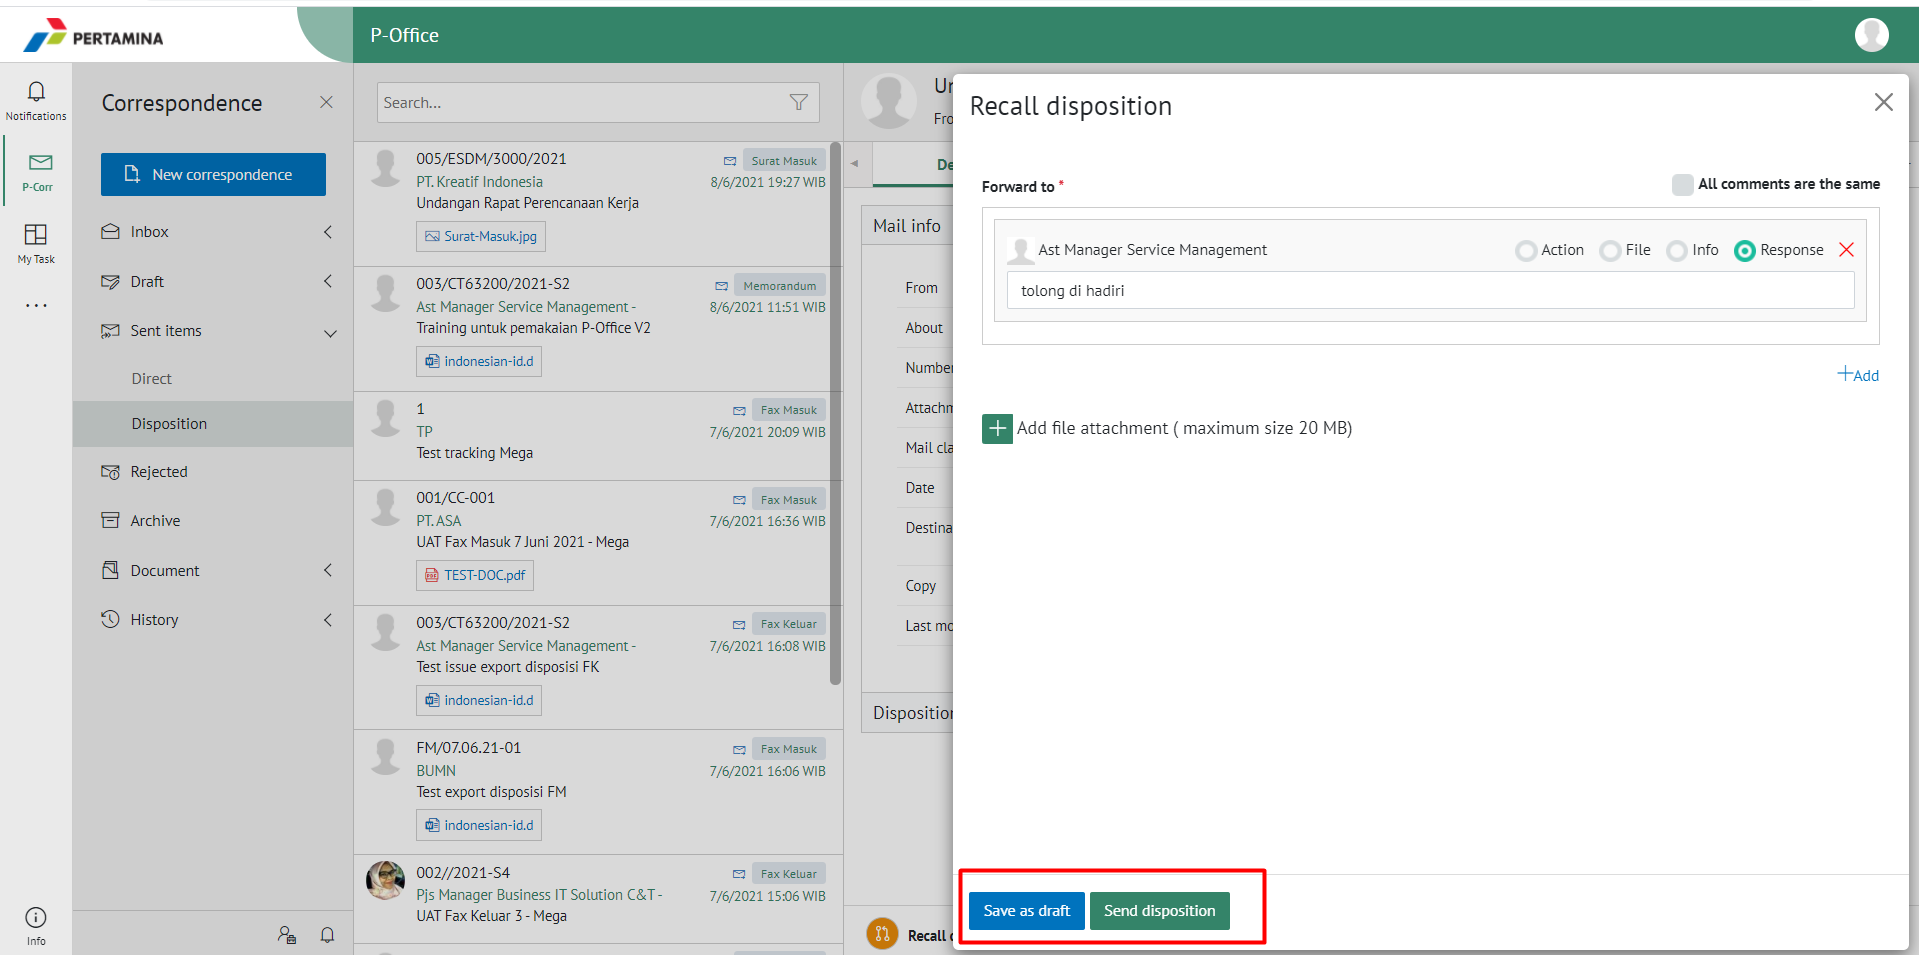 PERTAMINA
P-Office
Notifications
P-Corr
My Task
Info
Correspondence
New correspondence
Inbox
Draft
Sent items
Direct
Disposition
Rejected
Archive
Document
History
Search...
005/ESDM/3000/2021
Surat Masuk
PT. Kreatif Indonesia
8/6/2021 19:27 WIB
Undangan Rapat Perencanaan Kerja
Surat-Masuk.jpg
003/CT63200/2021-S2
Memorandum
Ast Manager Service Management -
8/6/2021 11:51 WIB
Training untuk pemakaian P-Office V2
indonesian-id.d
1
Fax Masuk
TP
7/6/2021 20:09 WIB
Test tracking Mega
001/CC-001
Fax Masuk
PT. ASA
7/6/2021 16:36 WIB
UAT Fax Masuk 7 Juni 2021 - Mega
TEST-DOC.pdf
003/CT63200/2021-S2
Fax Keluar
Ast Manager Service Management -
7/6/2021 16:08 WIB
Test issue export disposisi FK
indonesian-id.d
FM/07.06.21-01
Fax Masuk
BUMN
7/6/2021 16:06 WIB
Test export disposisi FM
indonesian-id.d
002//2021-S4
Fax Keluar
Pjs Manager Business IT Solution C&T -
7/6/2021 15:06 WIB
UAT Fax Keluar 3 - Mega
Mail info
From
About
Number
Attachm
Mail cla
Date
Destina
Copy
Last mo
Disposition
Recall
Recall disposition
Forward to *
All comments are the same
Ast Manager Service Management
Action
File
Info
Response
tolong di hadiri
Add
Add file attachment ( maximum size 20 MB)
Save as draft
Send disposition